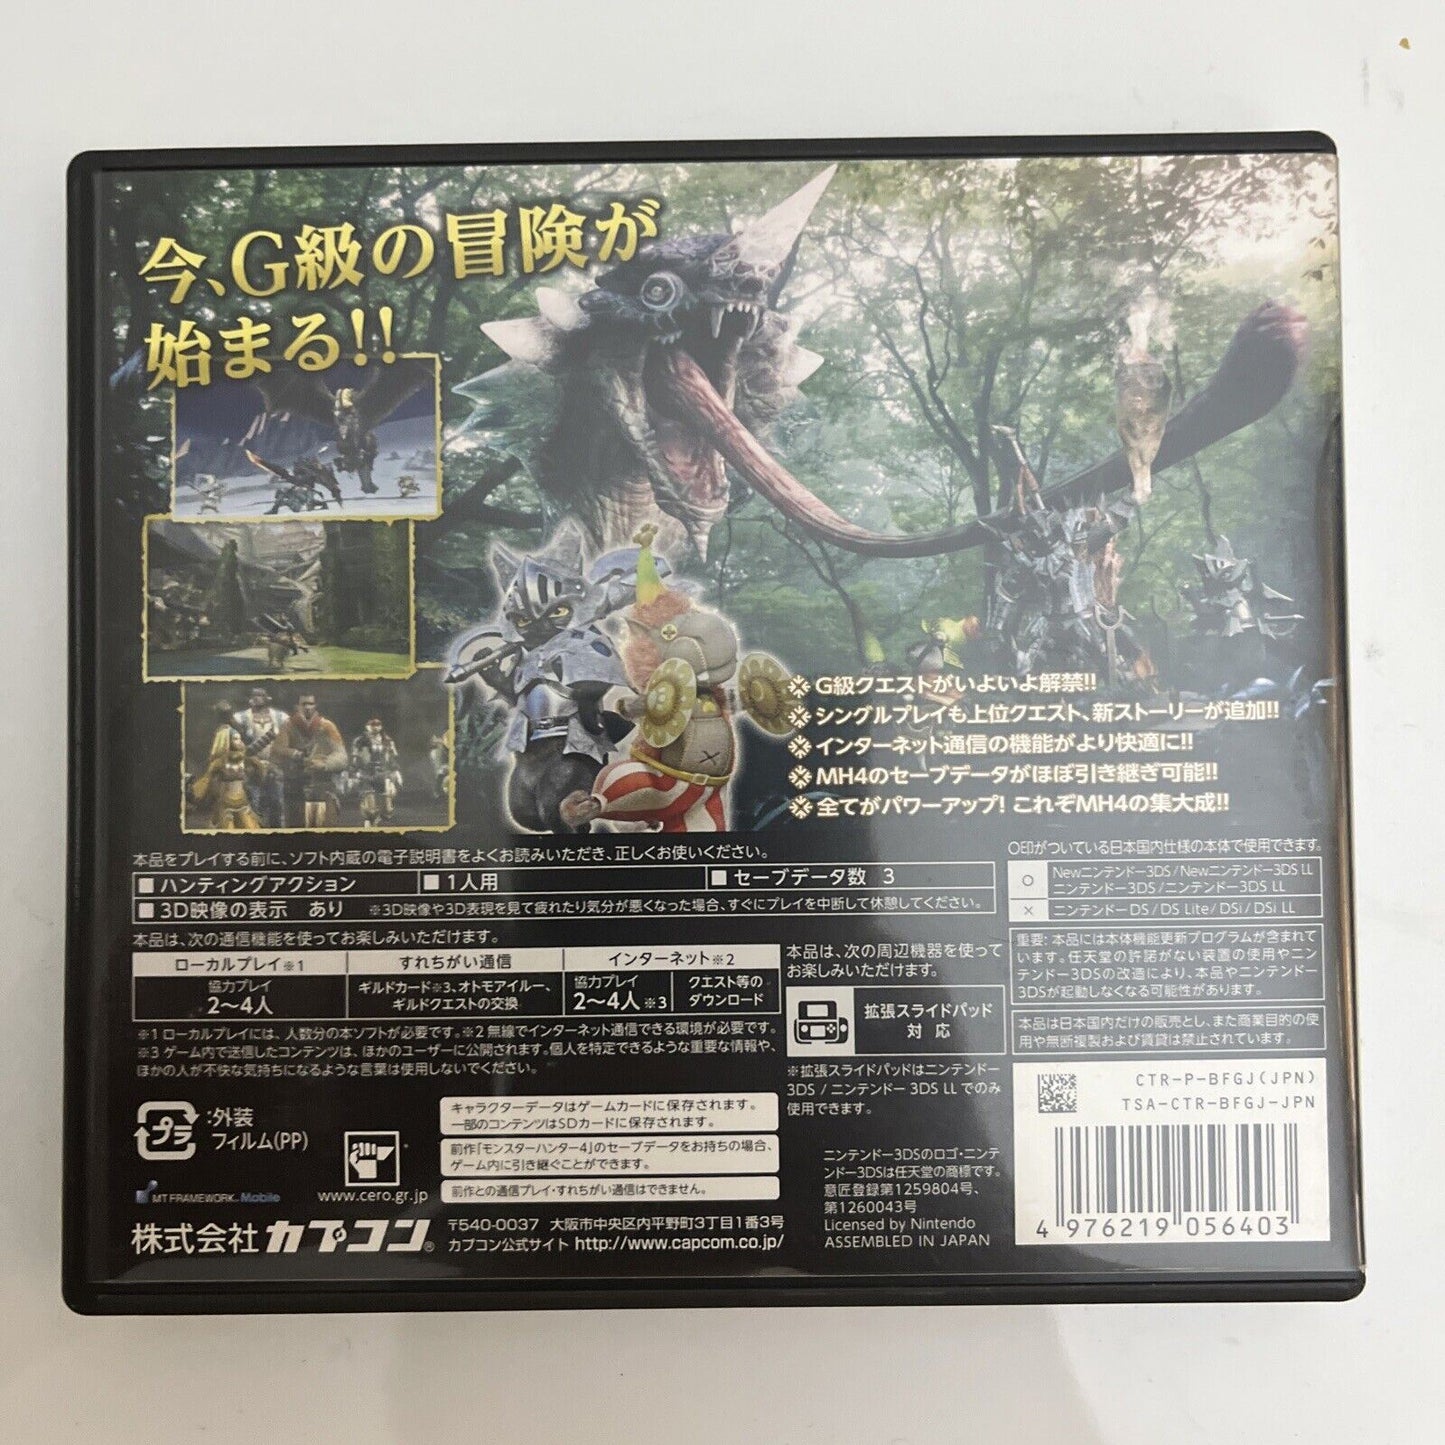 今、G級の冒険が
始まる!!
G級クエストがいよいよ解禁!!
シングルプレイも上位クエスト、新ストーリーが追加!!
インターネット通信の機能がより快適に!!
MH4のセーブデータがほぼ引き継ぎ可能!!
全てがパワーアップ! これぞMH4の集大成!!
本品をプレイする前に、ソフト内蔵の電子説明書をよくお読みいただき、正しくお使いください。
■ ハンティングアクション
■ 1人用
■ セーブデータ数 3
■ 3D映像の表示 あり ※3D映像や3D表現を見て疲れたり気分が悪くなった場合、すぐにプレイを中断して休憩してください。
本品は、次の通信機能を使ってお楽しみいただけます。
ローカルプレイ※1
すれちがい通信
インターネット※2
協力プレイ
2〜4人
ギルドカード※3、オトモアイルー、
ギルドクエストの交換
協力プレイ
2〜4人※3
クエスト等の
ダウンロード
※1 ローカルプレイには、人数分の本ソフトが必要です。※2 無線でインターネット通信できる環境が必要です。
※3 ゲーム内で送信したコンテンツは、ほかのユーザーに公開されます。個人を特定できるような重要な情報や、
ほかの人が不快な気持ちになるような言葉は使用しないでください。
本品は、次の周辺機器を使って
お楽しみいただけます。
拡張スライドパッド
対応
※拡張スライドパッドはニンテンドー
3DS / ニンテンドー 3DS LL でのみ
使用できます。
○印がついている日本国内仕様の本体で使用できます。
○ Newニンテンドー3DS / Newニンテンドー3DS LL
ニンテンドー3DS / ニンテンドー3DS LL
× ニンテンドーDS / DS Lite / DSi / DSi LL
重要: 本品には本体機能更新プログラムが含まれて
います。任天堂の許諾がない装置の使用やニン
テンドー3DSの改造により、本品やニンテンドー
3DSが起動しなくなる可能性があります。
本品は日本国内だけの販売とし、また商業目的の使
用や無断複製および賃貸は禁止されています。
プラ
:外装
フィルム(PP)
MT FRAMEWORK Mobile
www.cero.gr.jp
キャラクターデータはゲームカードに保存されます。
一部のコンテンツはSDカードに保存されます。
前作『モンスターハンター4』のセーブデータをお持ちの場合、
ゲーム内に引き継ぐことができます。
前作との通信プレイ・すれちがい通信はできません。
株式会社カプコン®
〒540-0037 大阪市中央区内平野町3丁目1番3号
カプコン公式サイト http://www.capcom.co.jp/
ニンテンドー3DSのロゴ・ニンテ
ンドー3DSは任天堂の商標です。
意匠登録第1259804号、
第1260043号
Licensed by Nintendo
ASSEMBLED IN JAPAN
CTR-P-BFGJ(JPN)
TSA-CTR-BFGJ-JPN
4 976219 056403